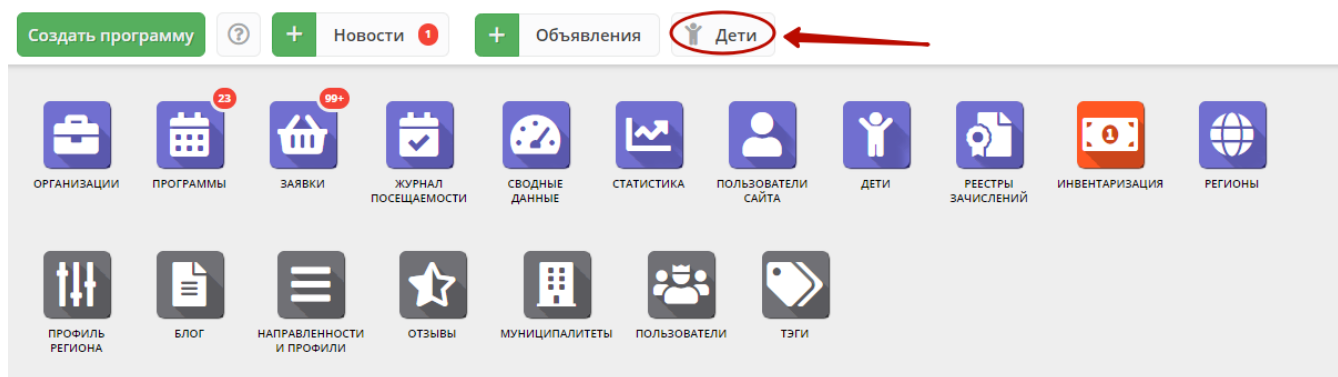 Создать программу ? + Новости 1 + Объявления Дети
23 99+
1
ОРГАНИЗАЦИИ ПРОГРАММЫ ЗАЯВКИ ЖУРНАЛ СВОДНЫЕ СТАТИСТИКА ПОЛЬЗОВАТЕЛИ ДЕТИ РЕЕСТРЫ ИНВЕНТАРИЗАЦИЯ РЕГИОНЫ
ПОСЕЩАЕМОСТИ ДАННЫЕ САЙТА ЗАЧИСЛЕНИЙ
ПРОФИЛЬ БЛОГ НАПРАВЛЕННОСТИ ОТЗЫВЫ МУНИЦИПАЛИТЕТЫ ПОЛЬЗОВАТЕЛИ ТЭГИ
РЕГИОНА И ПРОФИЛИ